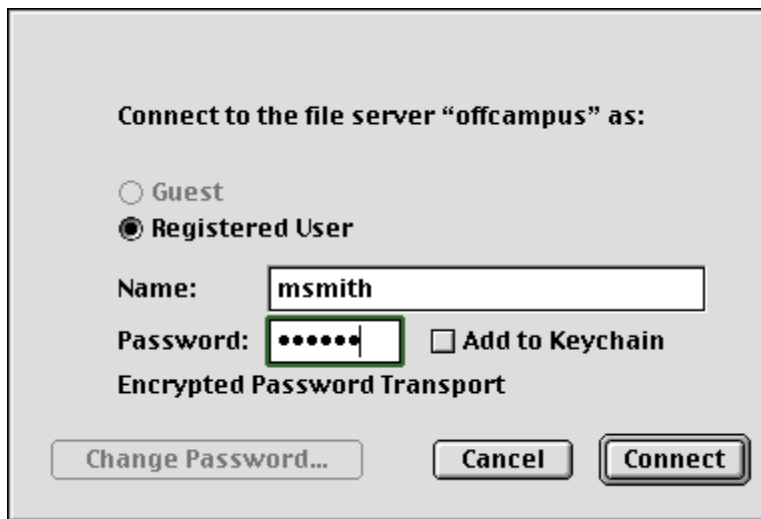 Connect to the file server “offcampus” as:
Guest
Registered User
Name: msmith
Password: •••••• Add to Keychain
Encrypted Password Transport
Change Password... Cancel Connect